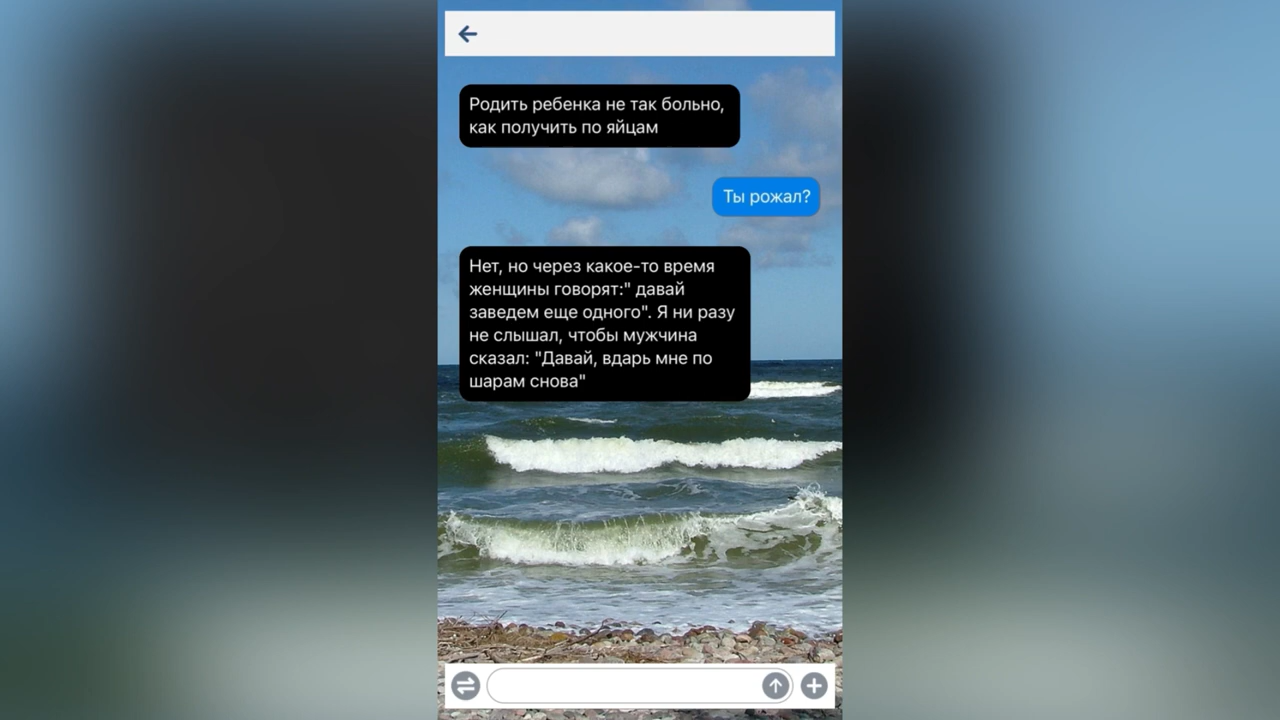 Родить ребенка не так больно,
как получить по яйцам
Ты рожал?
Нет, но через какое-то время
женщины говорят:" давай
заведем еще одного". Я ни разу
не слышал, чтобы мужчина
сказал: "Давай, вдарь мне по
шарам снова"